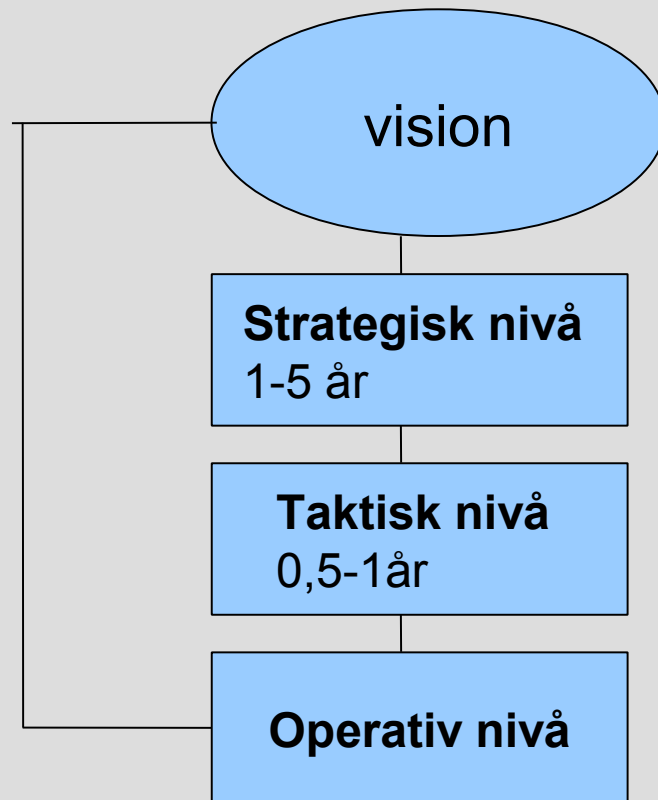 vision
Strategisk nivå
1-5 år
Taktisk nivå
0,5-1år
Operativ nivå